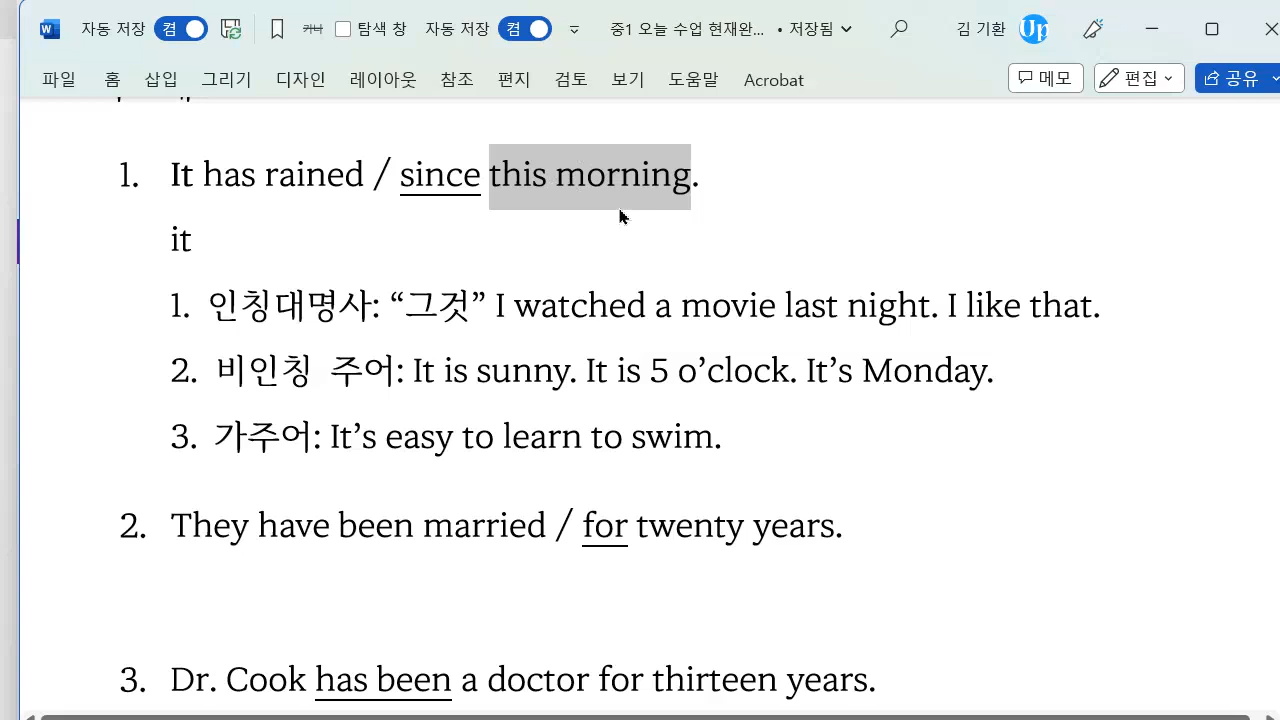 자동 저장 켬 가나 탐색 창 자동 저장 켬 중1 오늘 수업 현재완... • 저장됨 김 기환 Up
파일 홈 삽입 그리기 디자인 레이아웃 참조 편지 검토 보기 도움말 Acrobat 메모 편집 공유
1. It has rained / since this morning.
it
1. 인칭대명사: “그것” I watched a movie last night. I like that.
2. 비인칭 주어: It is sunny. It is 5 o’clock. It’s Monday.
3. 가주어: It’s easy to learn to swim.
2. They have been married / for twenty years.
3. Dr. Cook has been a doctor for thirteen years.